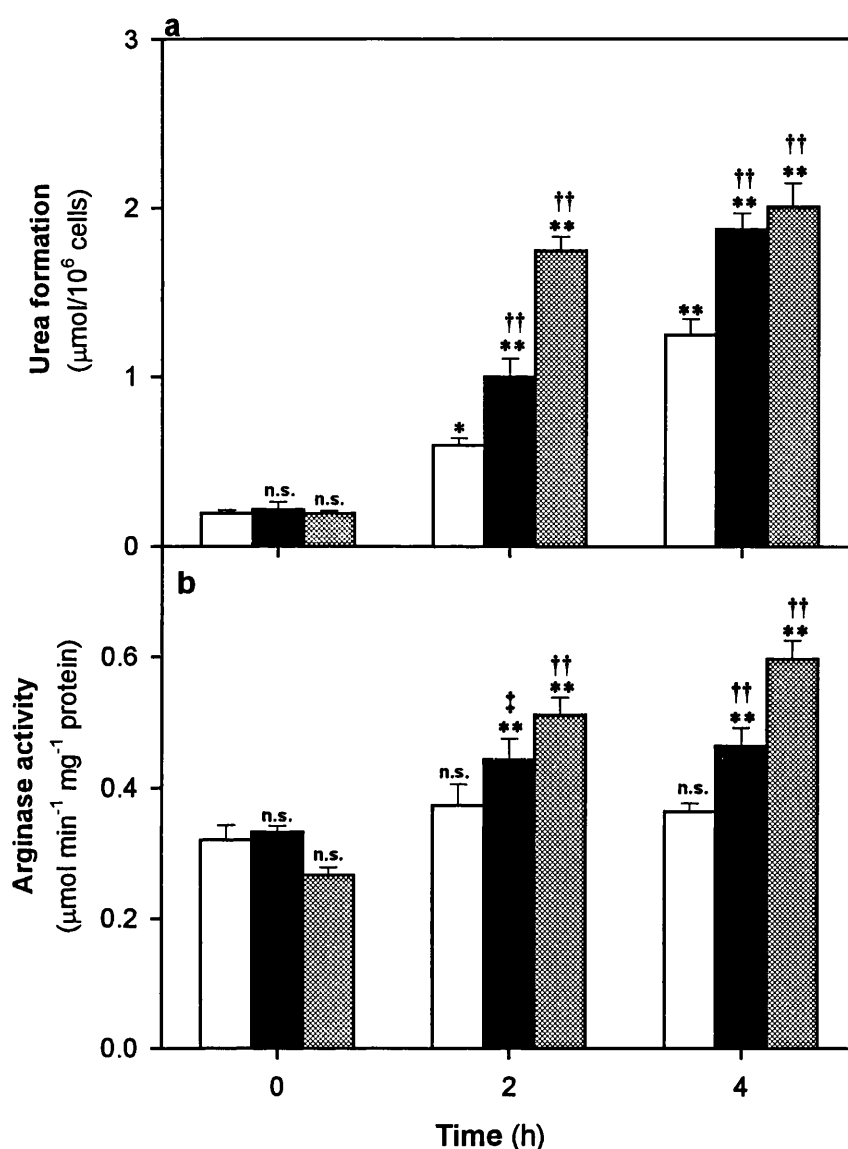 a
3
2
1
0
Urea formation
(μmol/10⁶ cells)
n.s. n.s.
*
††
**
††
**
**
††
**
††
**
b
0.6
0.4
0.2
0.0
Arginase activity
(μmol min⁻¹ mg⁻¹ protein)
n.s.
n.s.
n.s.
‡
**
††
**
n.s.
††
**
††
**
0 2 4
Time (h)